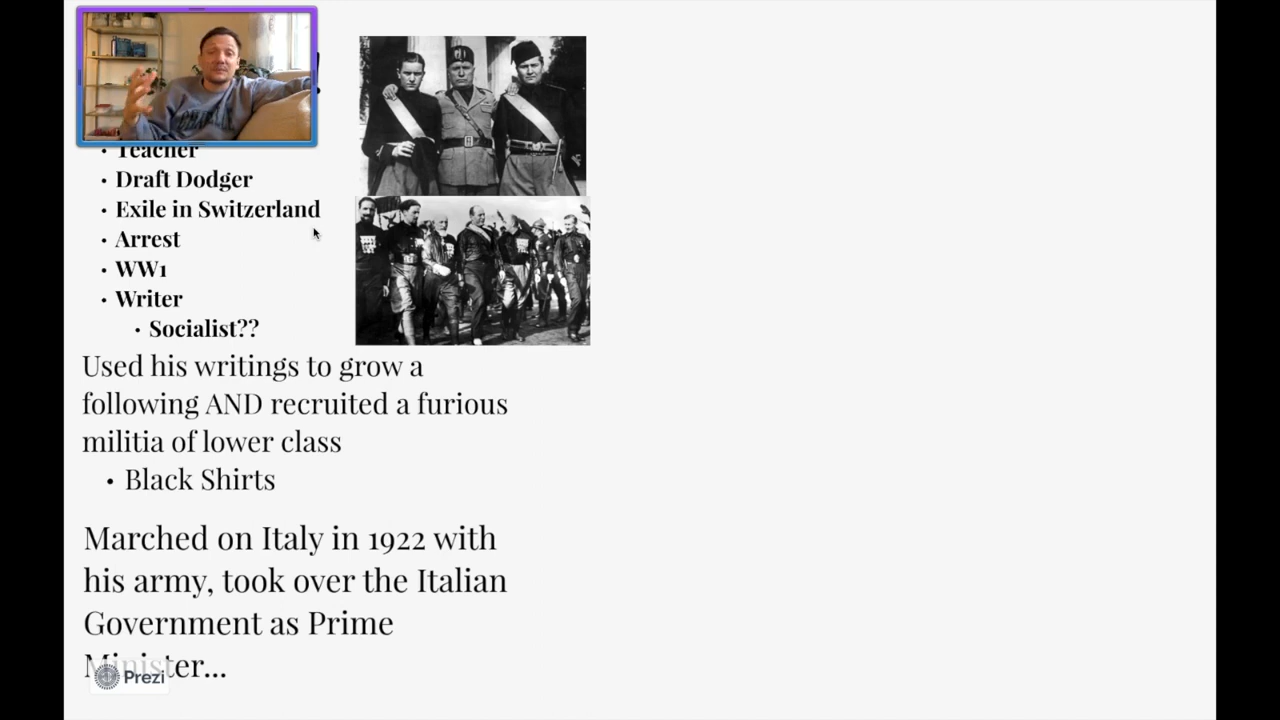 Teacher
• Draft Dodger
• Exile in Switzerland
• Arrest
• WW1
• Writer
• Socialist??
Used his writings to grow a
following AND recruited a furious
militia of lower class
• Black Shirts
Marched on Italy in 1922 with
his army, took over the Italian
Government as Prime
Minister...
Prezi